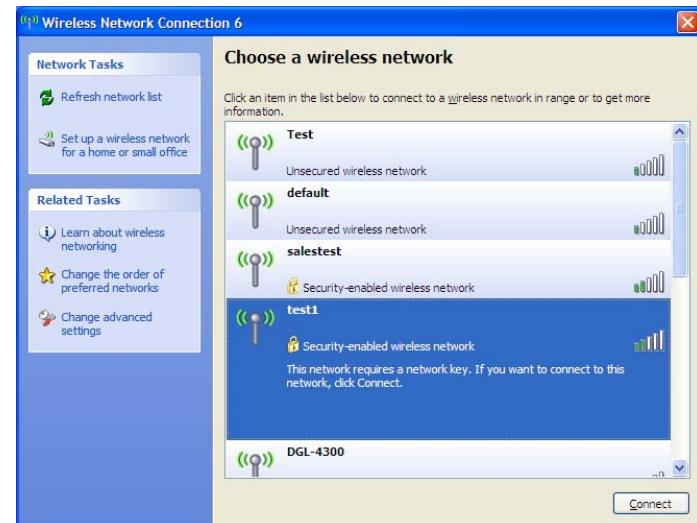 Wireless Network Connection 6
Network Tasks
Refresh network list
Set up a wireless network
for a home or small office
Related Tasks
Learn about wireless
networking
Change the order of
preferred networks
Change advanced
settings
Choose a wireless network
Click an item in the list below to connect to a wireless network in range or to get more
information.
Test
Unsecured wireless network
default
Unsecured wireless network
salestest
Security-enabled wireless network
test1
Security-enabled wireless network
This network requires a network key. If you want to connect to this
network, click Connect.
DGL-4300
Connect